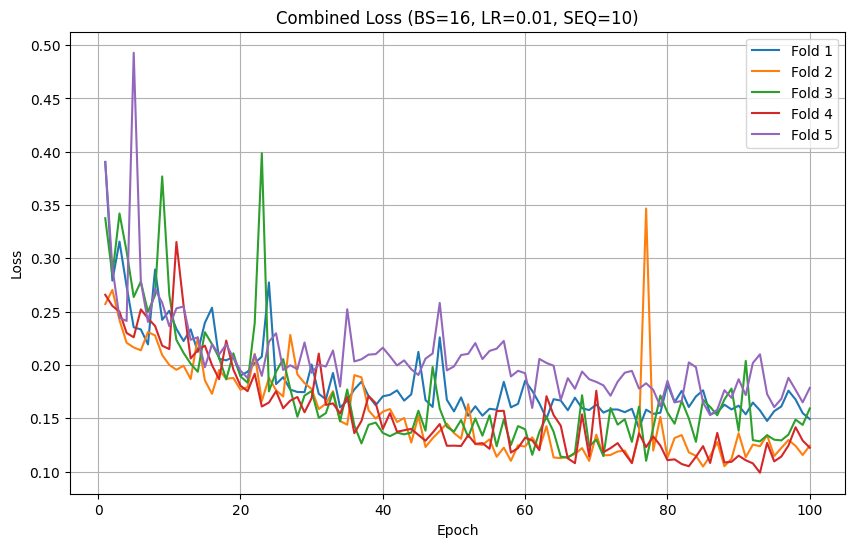 Combined Loss (BS=16, LR=0.01, SEQ=10)
0.50
0.45
0.40
0.35
0.30
0.25
0.20
0.15
0.10
Loss
0
20
40
60
80
100
Epoch
Fold 1
Fold 2
Fold 3
Fold 4
Fold 5